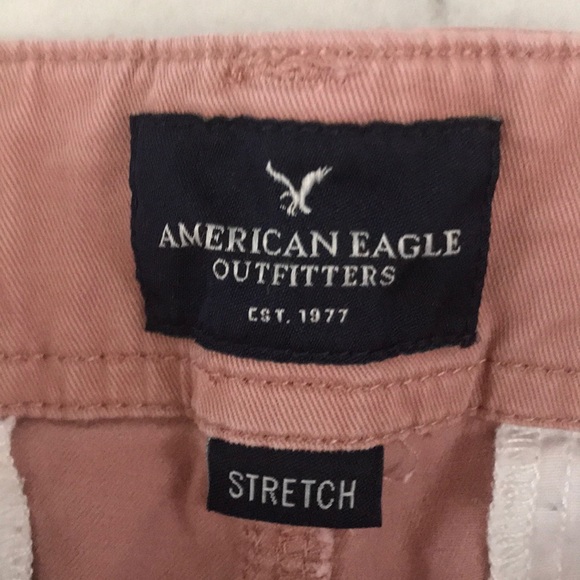 AMERICAN EAGLE
OUTFITTERS
EST. 1977
STRETCH